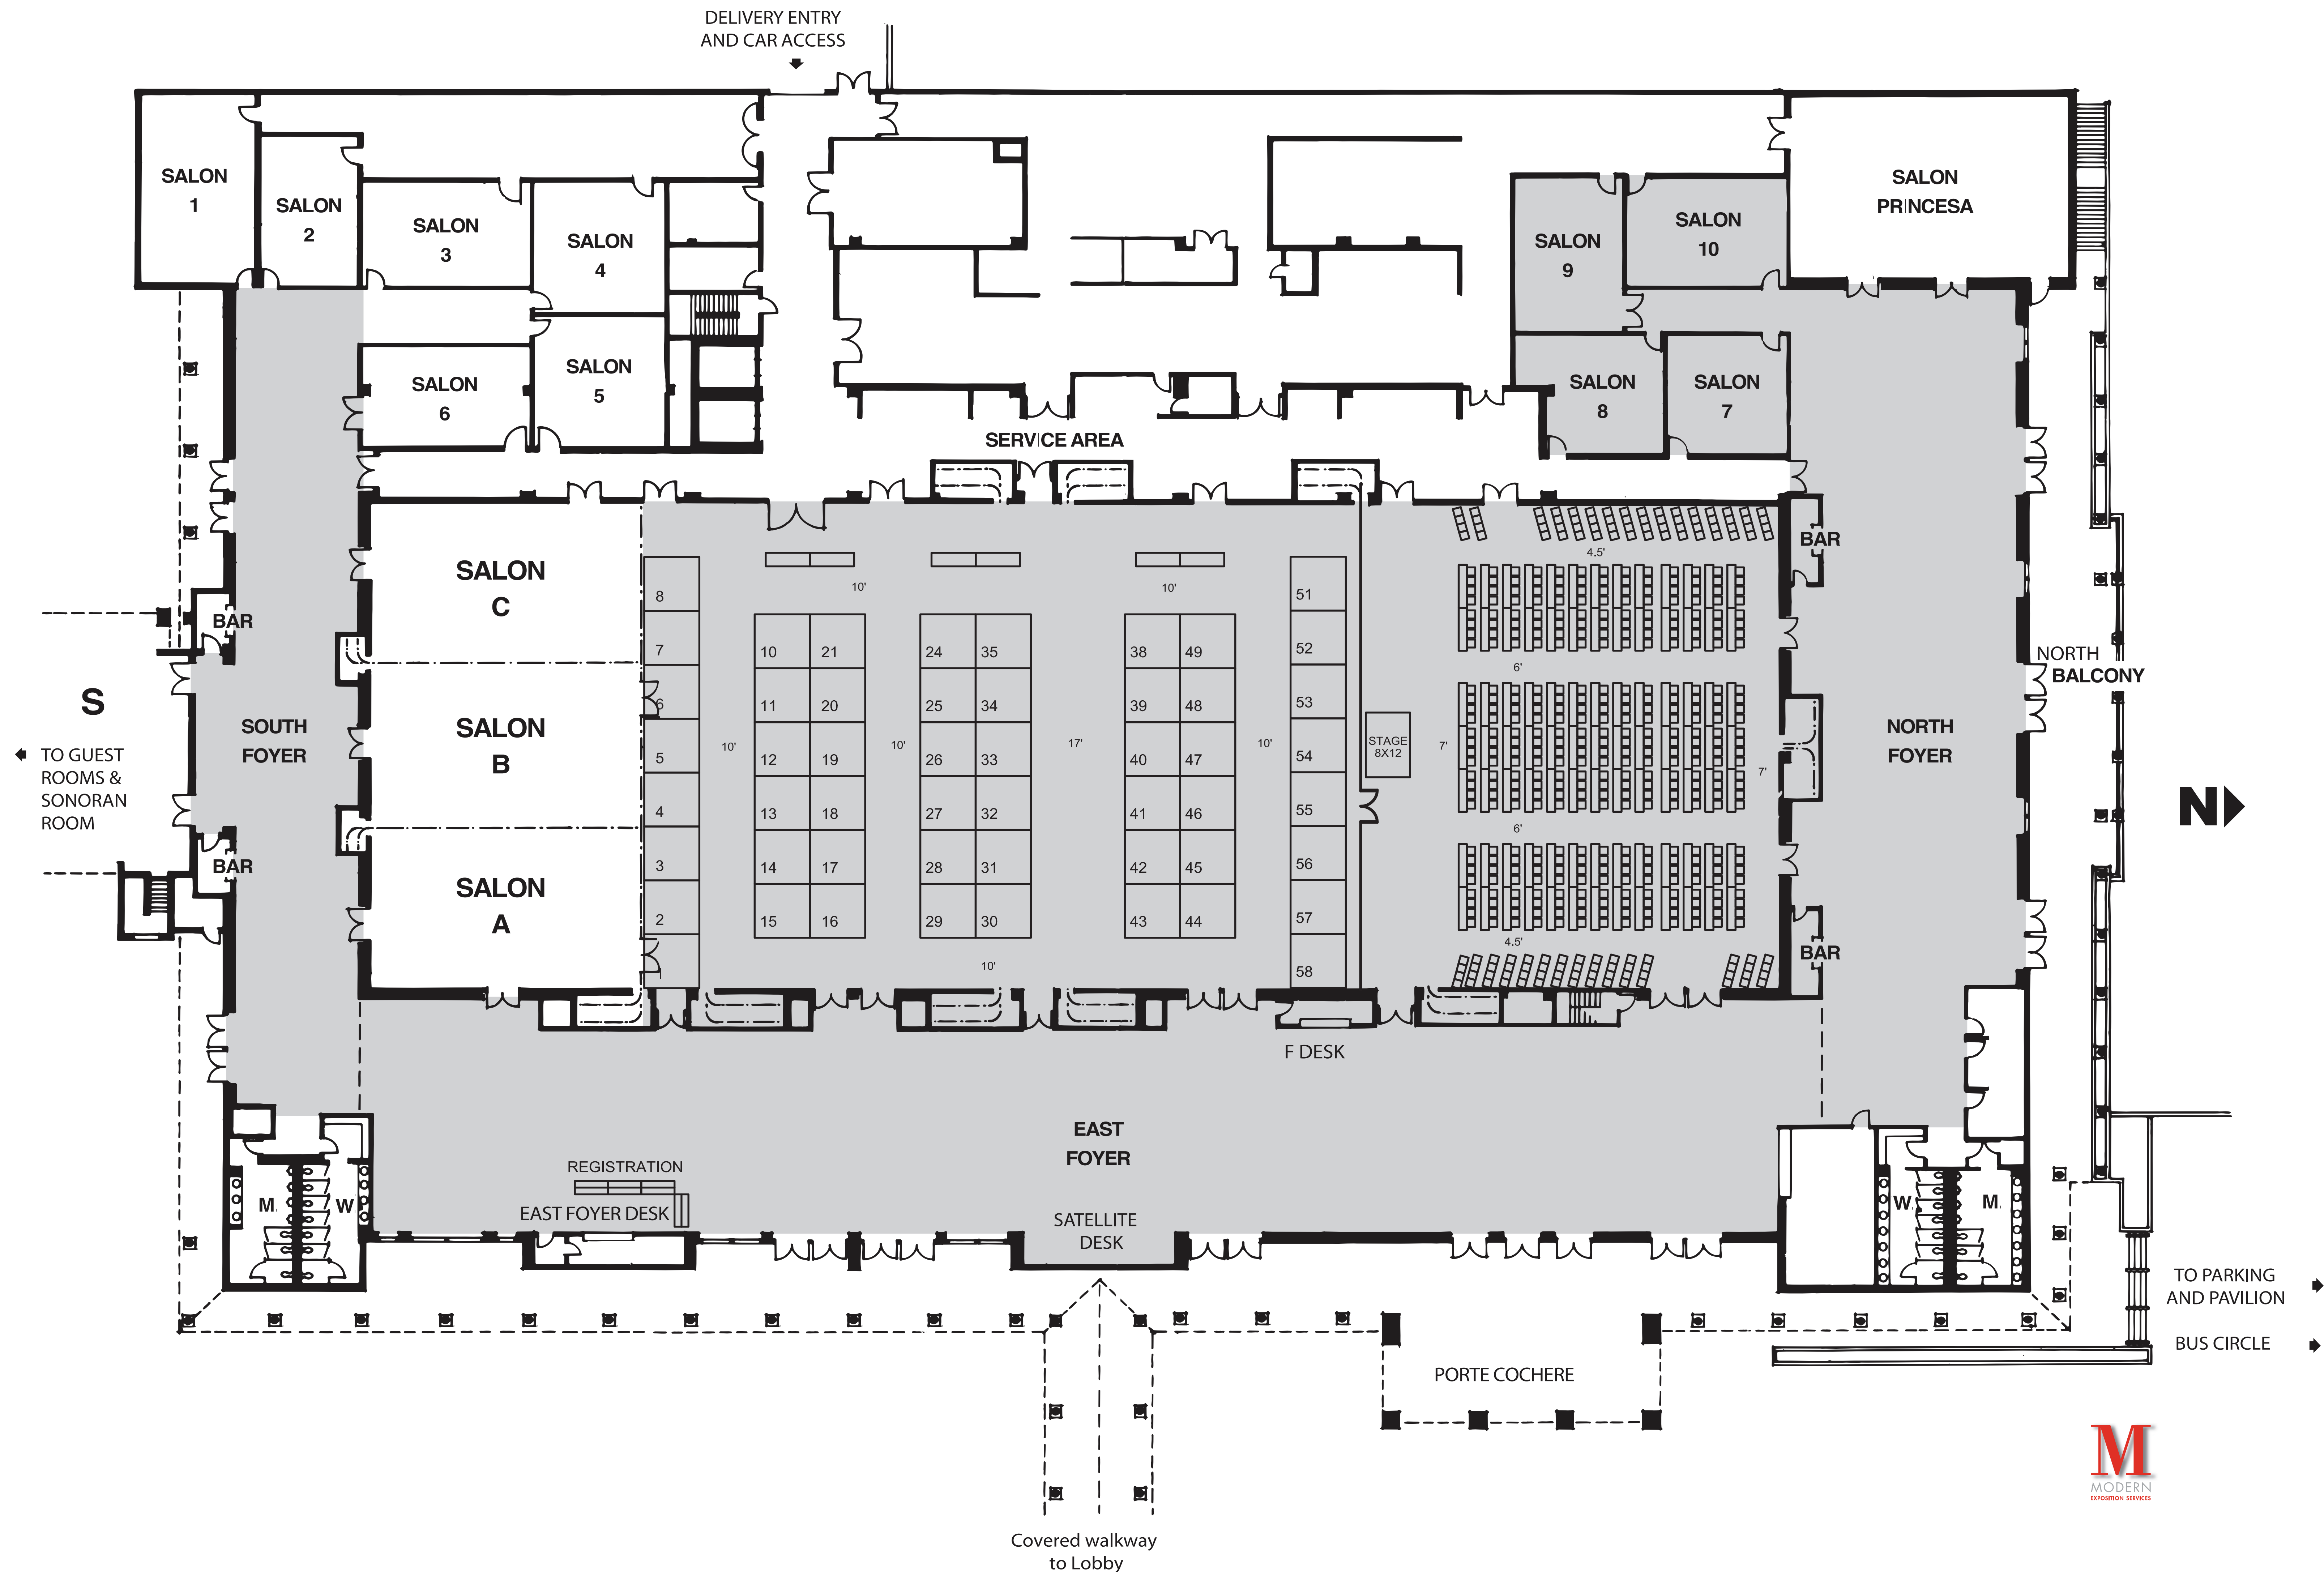 DELIVERY ENTRY
AND CAR ACCESS
SALON
1
SALON
2
SALON
3
SALON
4
SALON
5
SALON
6
SALON
9
SALON
10
SALON
PRINCESA
SALON
8
SALON
7
SERVICE AREA
SALON
C
SALON
B
SALON
A
BAR
BAR
BAR
BAR
S
TO GUEST
ROOMS &
SONORAN
ROOM
SOUTH
FOYER
8
7
6
5
4
3
2
1
10'
10 21
11 20
12 19
13 18
14 17
15 16
10'
10'
24 35
25 34
26 33
27 32
28 31
29 30
10'
17'
10'
38 49
39 48
40 47
41 46
42 45
43 44
10'
51
52
53
54
55
56
57
58
STAGE
8X12
7'
4.5'
6'
6'
4.5'
7'
NORTH
FOYER
NORTH
BALCONY
N
F DESK
EAST
FOYER
REGISTRATION
EAST FOYER DESK
SATELLITE
DESK
M.
W.
W.
M.
PORTE COCHERE
TO PARKING
AND PAVILION
BUS CIRCLE
Covered walkway
to Lobby
M
MODERN
EXPOSITION SERVICES